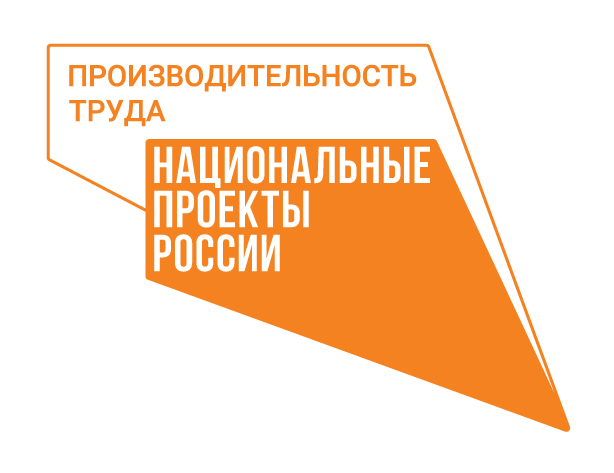 ПРОИЗВОДИТЕЛЬНОСТЬ
ТРУДА
НАЦИОНАЛЬНЫЕ
ПРОЕКТЫ
РОССИИ